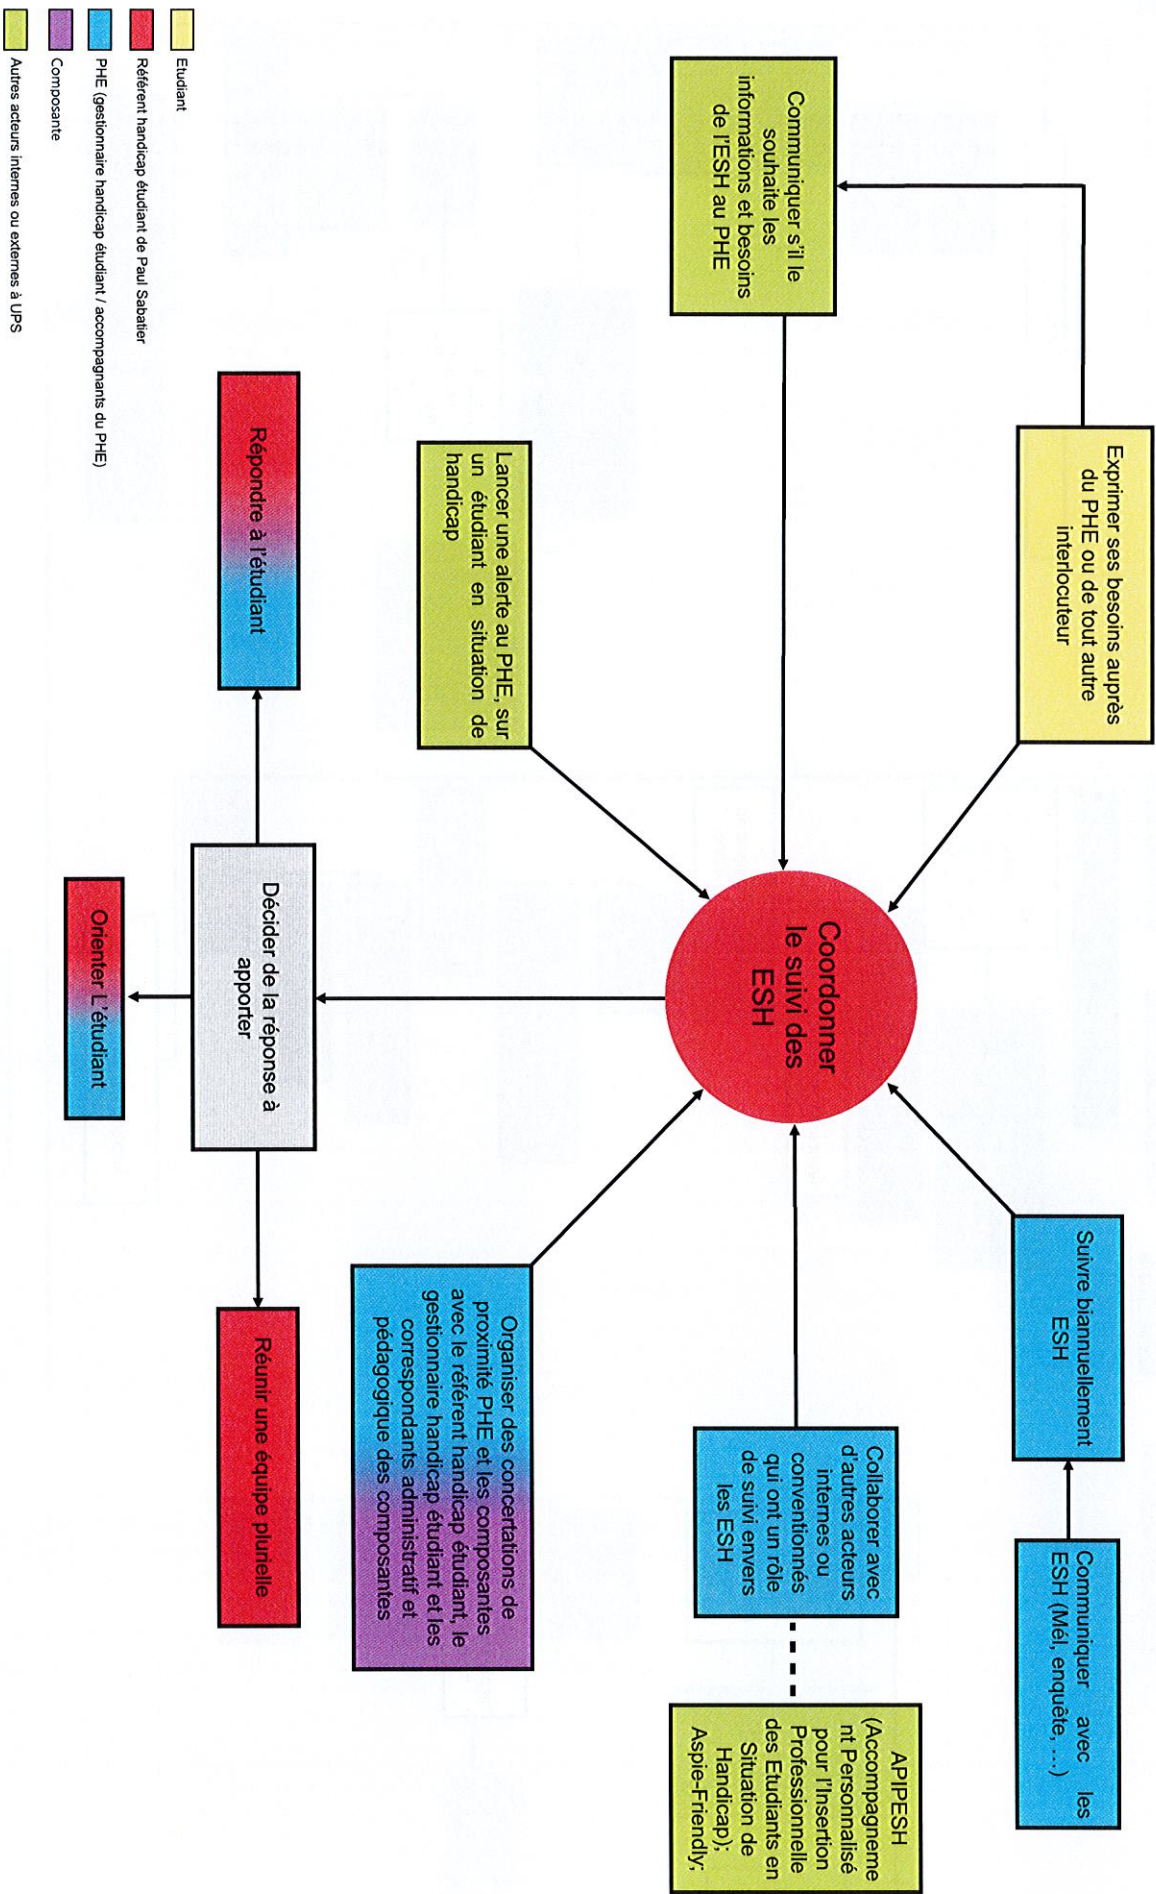 Exprimer ses besoins auprès
du PHE ou de tout autre
interlocuteur
Suivre biannuellement
ESH
Communiquer avec les
ESH (Mél, enquête, …)
Communiquer s'il le
souhaite les
informations et besoins
de l'ESH au PHE
Coordonner
le suivi des
ESH
Collaborer avec
d'autres acteurs
internes ou
conventionnés
qui ont un rôle
de suivi envers
les ESH
APIPESH
(Accompagneme
nt Personnalisé
pour l'Insertion
Professionnelle
des Etudiants en
Situation de
Handicap);
Aspie-Friendly;
Lancer une alerte au PHE, sur
un étudiant en situation de
handicap
Organiser des concertations de
proximité PHE et les composantes
avec le référent handicap étudiant, le
gestionnaire handicap étudiant et les
correspondants administratif et
pédagogique des composantes
Répondre à l'étudiant
Décider de la réponse à
apporter
Réunir une équipe plurielle
Orienter L'étudiant
Etudiant
Référent handicap étudiant de Paul Sabatier
PHE (gestionnaire handicap étudiant / accompagnants du PHE)
Composante
Autres acteurs internes ou externes à UPS